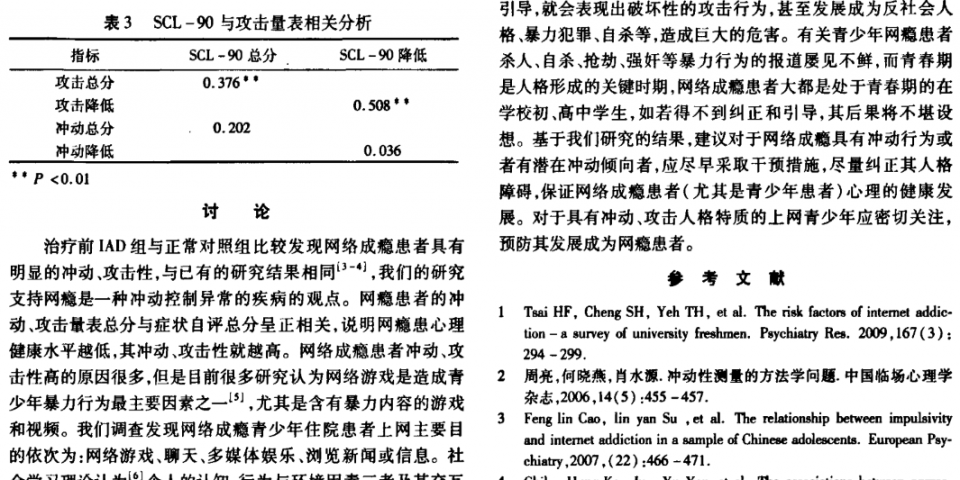 表 3 SCL-90 与攻击量表相关分析
指标 SCL-90 总分 SCL-90 降低
攻击总分 0.376**
攻击降低 0.508**
冲动总分 0.202
冲动降低 0.036
** P <0.01
讨 论
治疗前 IAD 组与正常对照组比较发现网络成瘾患者具有
明显的冲动、攻击性,与已有的研究结果相同[3-4],我们的研究
支持网瘾是一种冲动控制异常的疾病的观点。网瘾患者的冲
动、攻击量表总分与症状自评总分呈正相关,说明网瘾患心理
健康水平越低,其冲动、攻击性就越高。网络成瘾患者冲动、攻
击性高的原因很多,但是目前很多研究认为网络游戏是造成青
少年暴力行为最主要因素之一[5],尤其是含有暴力内容的游戏
和视频。我们调查发现网络成瘾青少年住院患者上网主要目
的依次为:网络游戏、聊天、多媒体娱乐、浏览新闻或信息。社
会学习理论认为[6]个人的认知、行为与环境因素三者及其交互
引导,就会表现出破坏性的攻击行为,甚至发展成为反社会人
格、暴力犯罪、自杀等,造成巨大的危害。有关青少年网瘾患者
杀人、自杀、抢劫、强奸等暴力行为的报道屡见不鲜,而青春期
是人格形成的关键时期,网络成瘾患者大都是处于青春期的在
学校初、高中学生,如若得不到纠正和引导,其后果将不堪设
想。基于我们研究的结果,建议对于网络成瘾具有冲动行为或
者有潜在冲动倾向者,应尽早采取干预措施,尽量纠正其人格
障碍,保证网络成瘾患者(尤其是青少年患者)心理的健康发
展。对于具有冲动、攻击人格特质的上网青少年应密切关注,
预防其发展成为网瘾患者。
参 考 文 献
1 Tsai HF, Cheng SH, Yeh TH, et al. The risk factors of internet addic-
tion - a survey of university freshmen. Psychiatry Res. 2009,167(3):
294-299.
2 周亮,何晓燕,肖水源. 冲动性测量的方法学问题. 中国临场心理学
杂志,2006,14(5):455-457.
3 Feng lin Cao, lin yan Su ,et al. The relationship between impulsivity
and internet addiction in a sample of Chinese adolescents. European Psy-
chiatry,2007,(22):466-471.